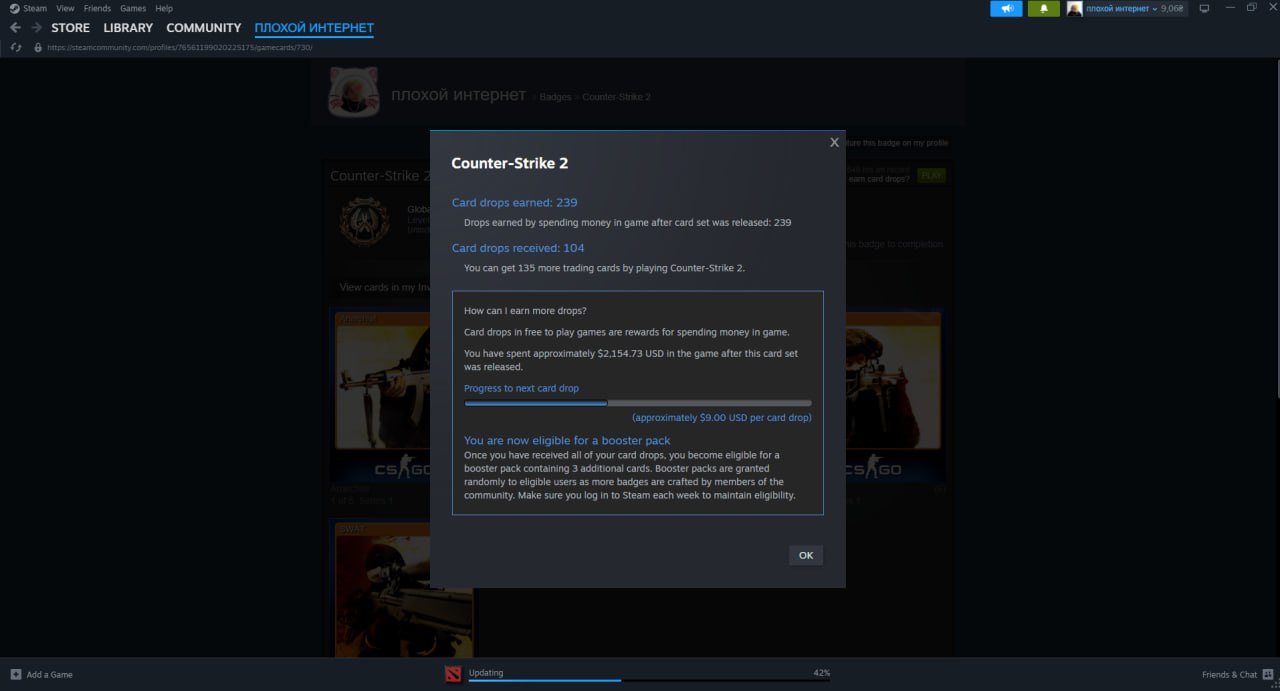 Steam View Friends Games Help
плохой интернет 9,06₴
STORE LIBRARY COMMUNITY ПЛОХОЙ ИНТЕРНЕТ
https://steamcommunity.com/profiles/76561199020225175/gamecards/730/
плохой интернет Badges Counter-Strike 2
X
ture this badge on my profile
Counter-Strike 2
Counter-Strike 2
earn card drops?
PLAY
Card drops earned: 239
Globa
Level
Drops earned by spending money in game after card set was released: 239
his badge to completion
Card drops received: 104
You can get 135 more trading cards by playing Counter-Strike 2.
View cards in my Inv
How can I earn more drops?
Anarchist
Card drops in free to play games are rewards for spending money in game.
You have spent approximately $2,154.73 USD in the game after this card set
was released.
Progress to next card drop
(approximately $9.00 USD per card drop)
You are now eligible for a booster pack
Once you have received all of your card drops, you become eligible for a
booster pack containing 3 additional cards. Booster packs are granted
randomly to eligible users as more badges are crafted by members of the
community. Make sure you log in to Steam each week to maintain eligibility.
CS GO
CS GO
Anarchist
1 of 5, Series 1
SWAT
OK
Add a Game
Updating
42%
Friends & Chat